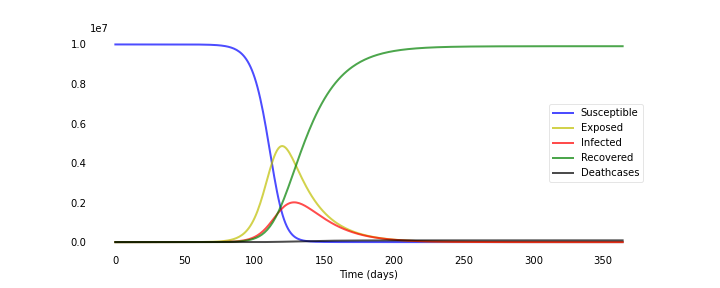 1e7
1.0
0.8
0.6
0.4
0.2
0.0
0 50 100 150 200 250 300 350
Time (days)
Susceptible
Exposed
Infected
Recovered
Deathcases